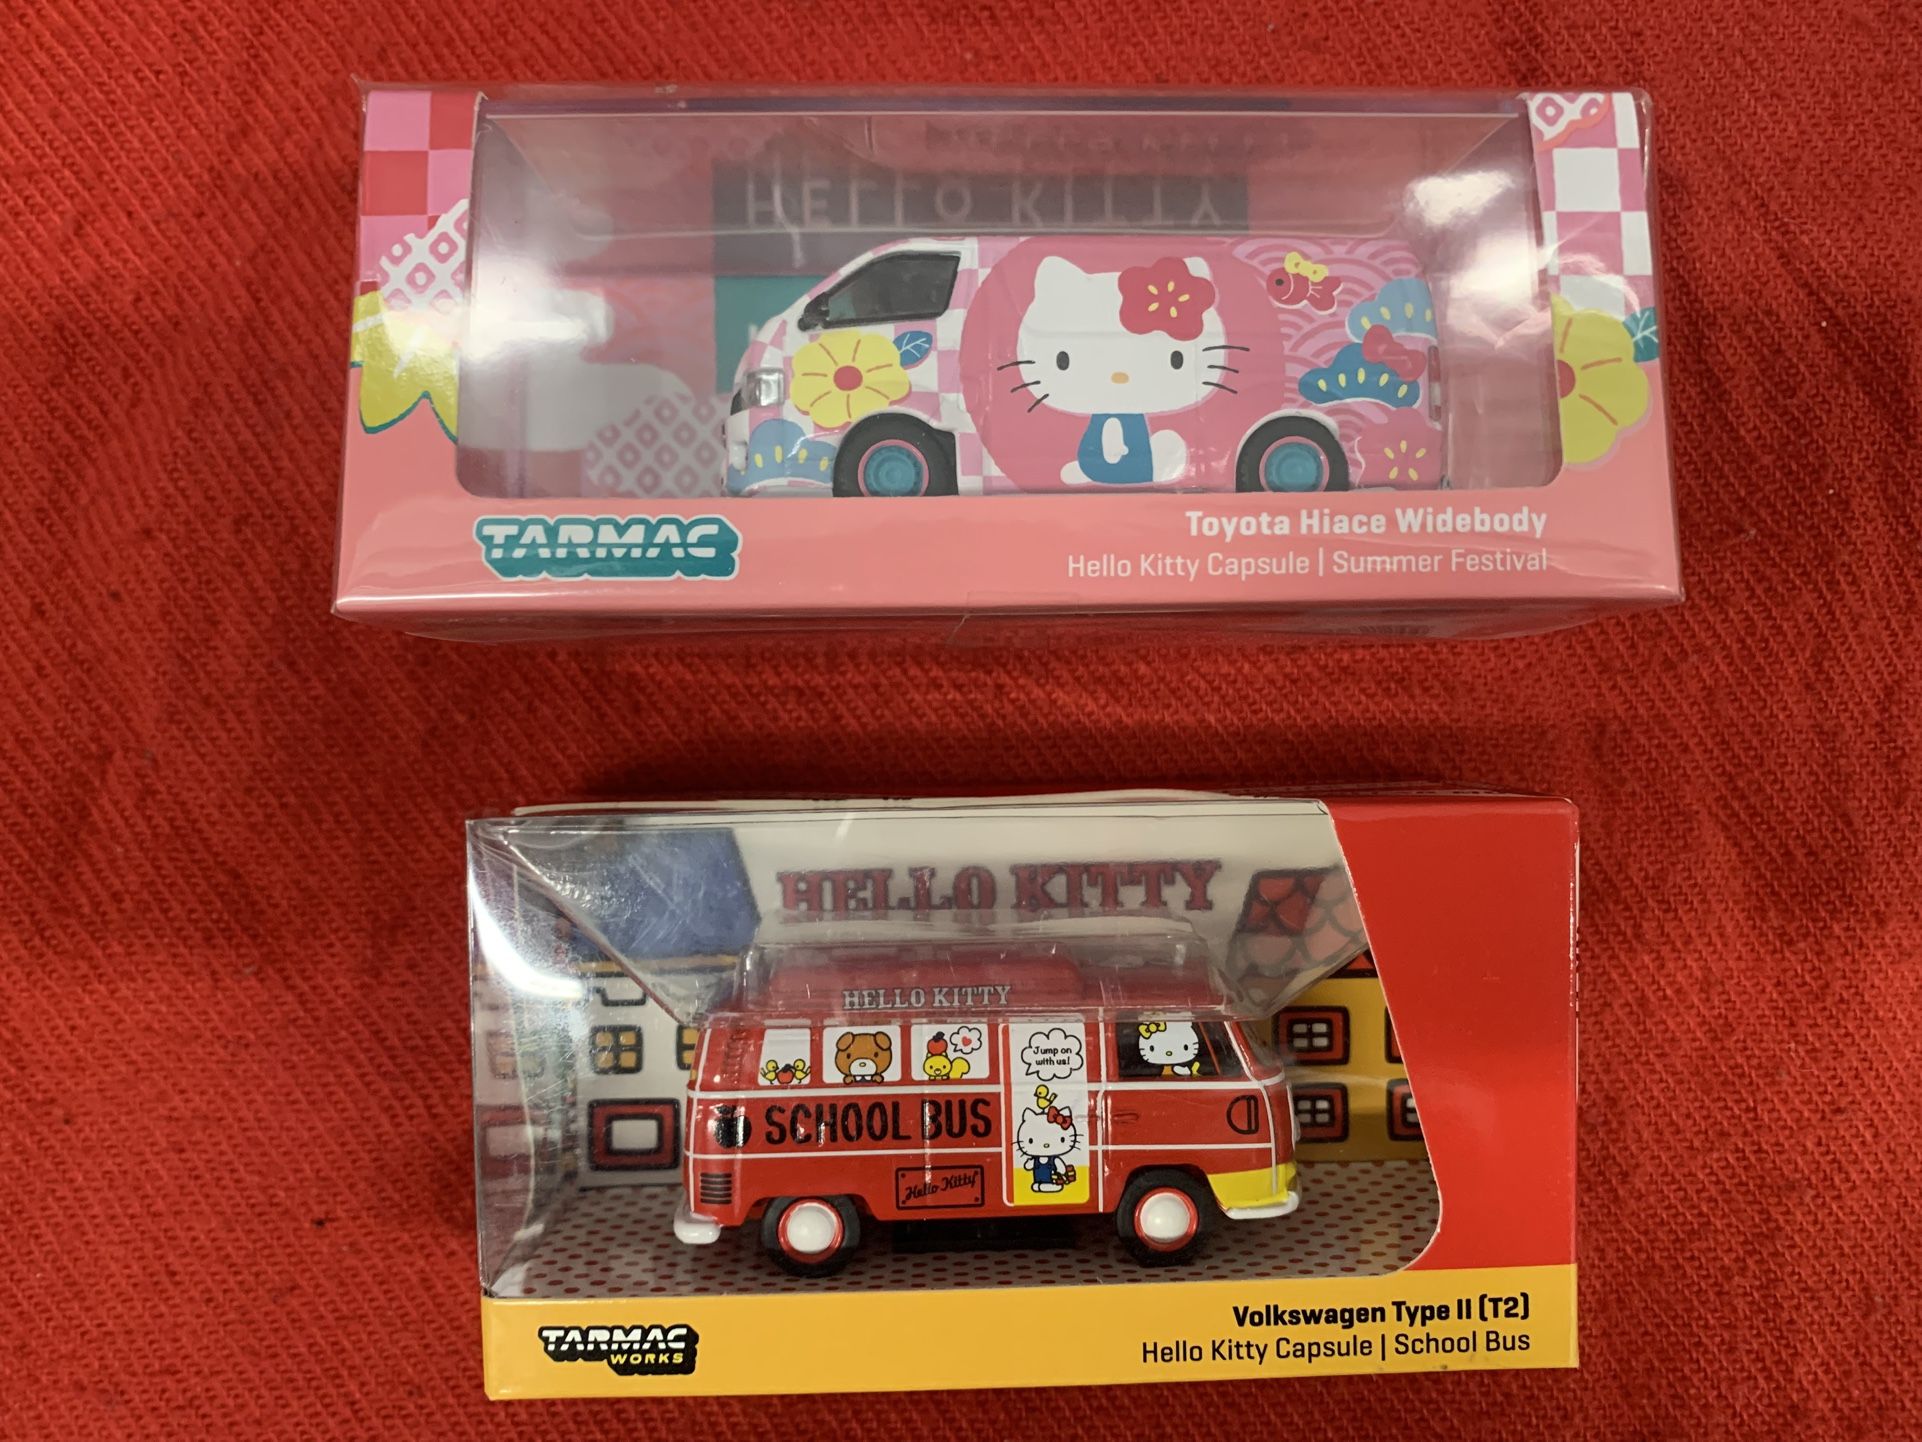 HELLO KITTY
TARMAC
Toyota Hiace Widebody
Hello Kitty Capsule | Summer Festival
HELLO KITTY
HELLO KITTY
Jump on
with us!
SCHOOL BUS
Hello Kitty
TARMAC
WORKS
Volkswagen Type II (T2)
Hello Kitty Capsule | School Bus